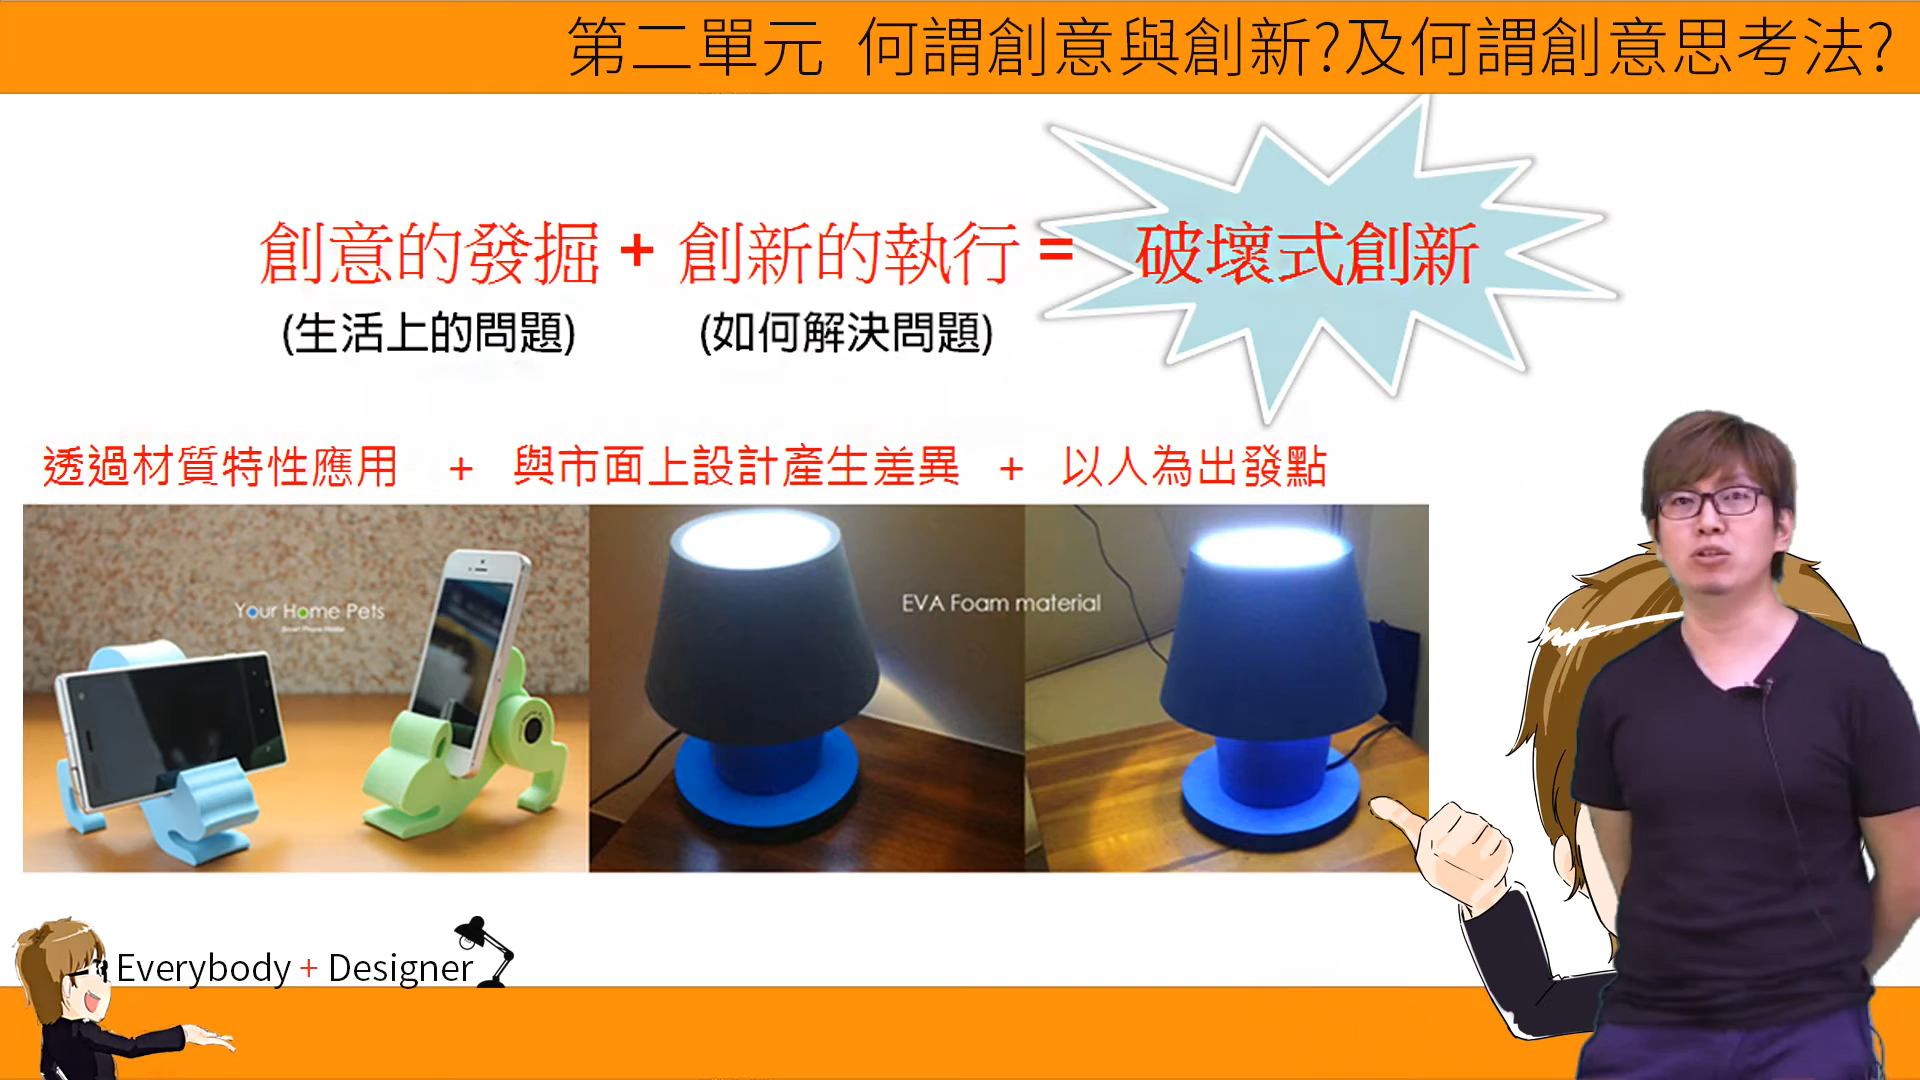 第二單元 何謂創意與創新?及何謂創意思考法?
創意的發掘 + 創新的執行 = 破壞式創新
(生活上的問題) (如何解決問題)
透過材質特性應用 + 與市面上設計產生差異 + 以人為出發點
Your Home Pets
Smart Phone Holder
EVA Foam material
Everybody + Designer